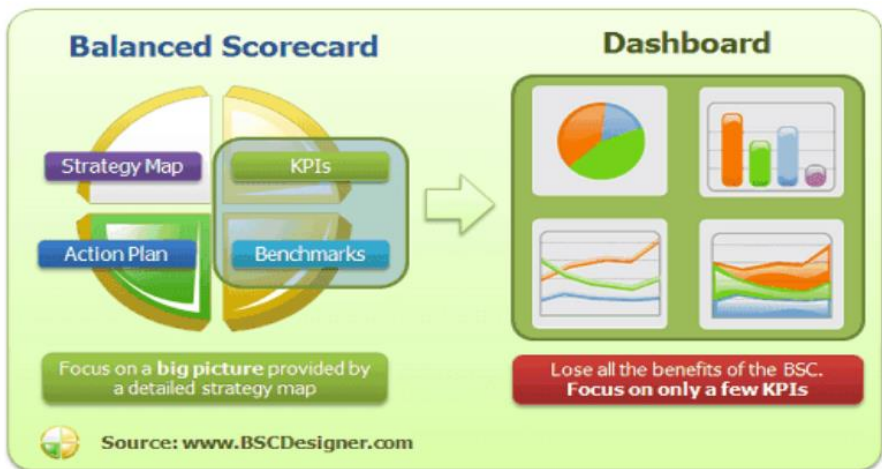 Balanced Scorecard
Dashboard
Strategy Map
KPIs
Action Plan
Benchmarks
Focus on a big picture provided by
a detailed strategy map
Lose all the benefits of the BSC.
Focus on only a few KPIs
Source: www.BSCDesigner.com